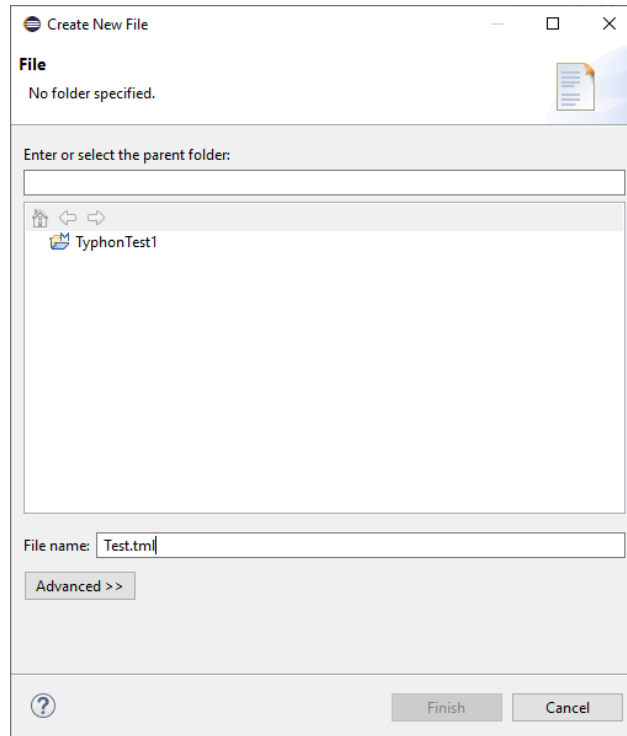 Create New File
File
No folder specified.
Enter or select the parent folder:
TyphonTest1
File name: Test.tml
Advanced >>
? Finish Cancel